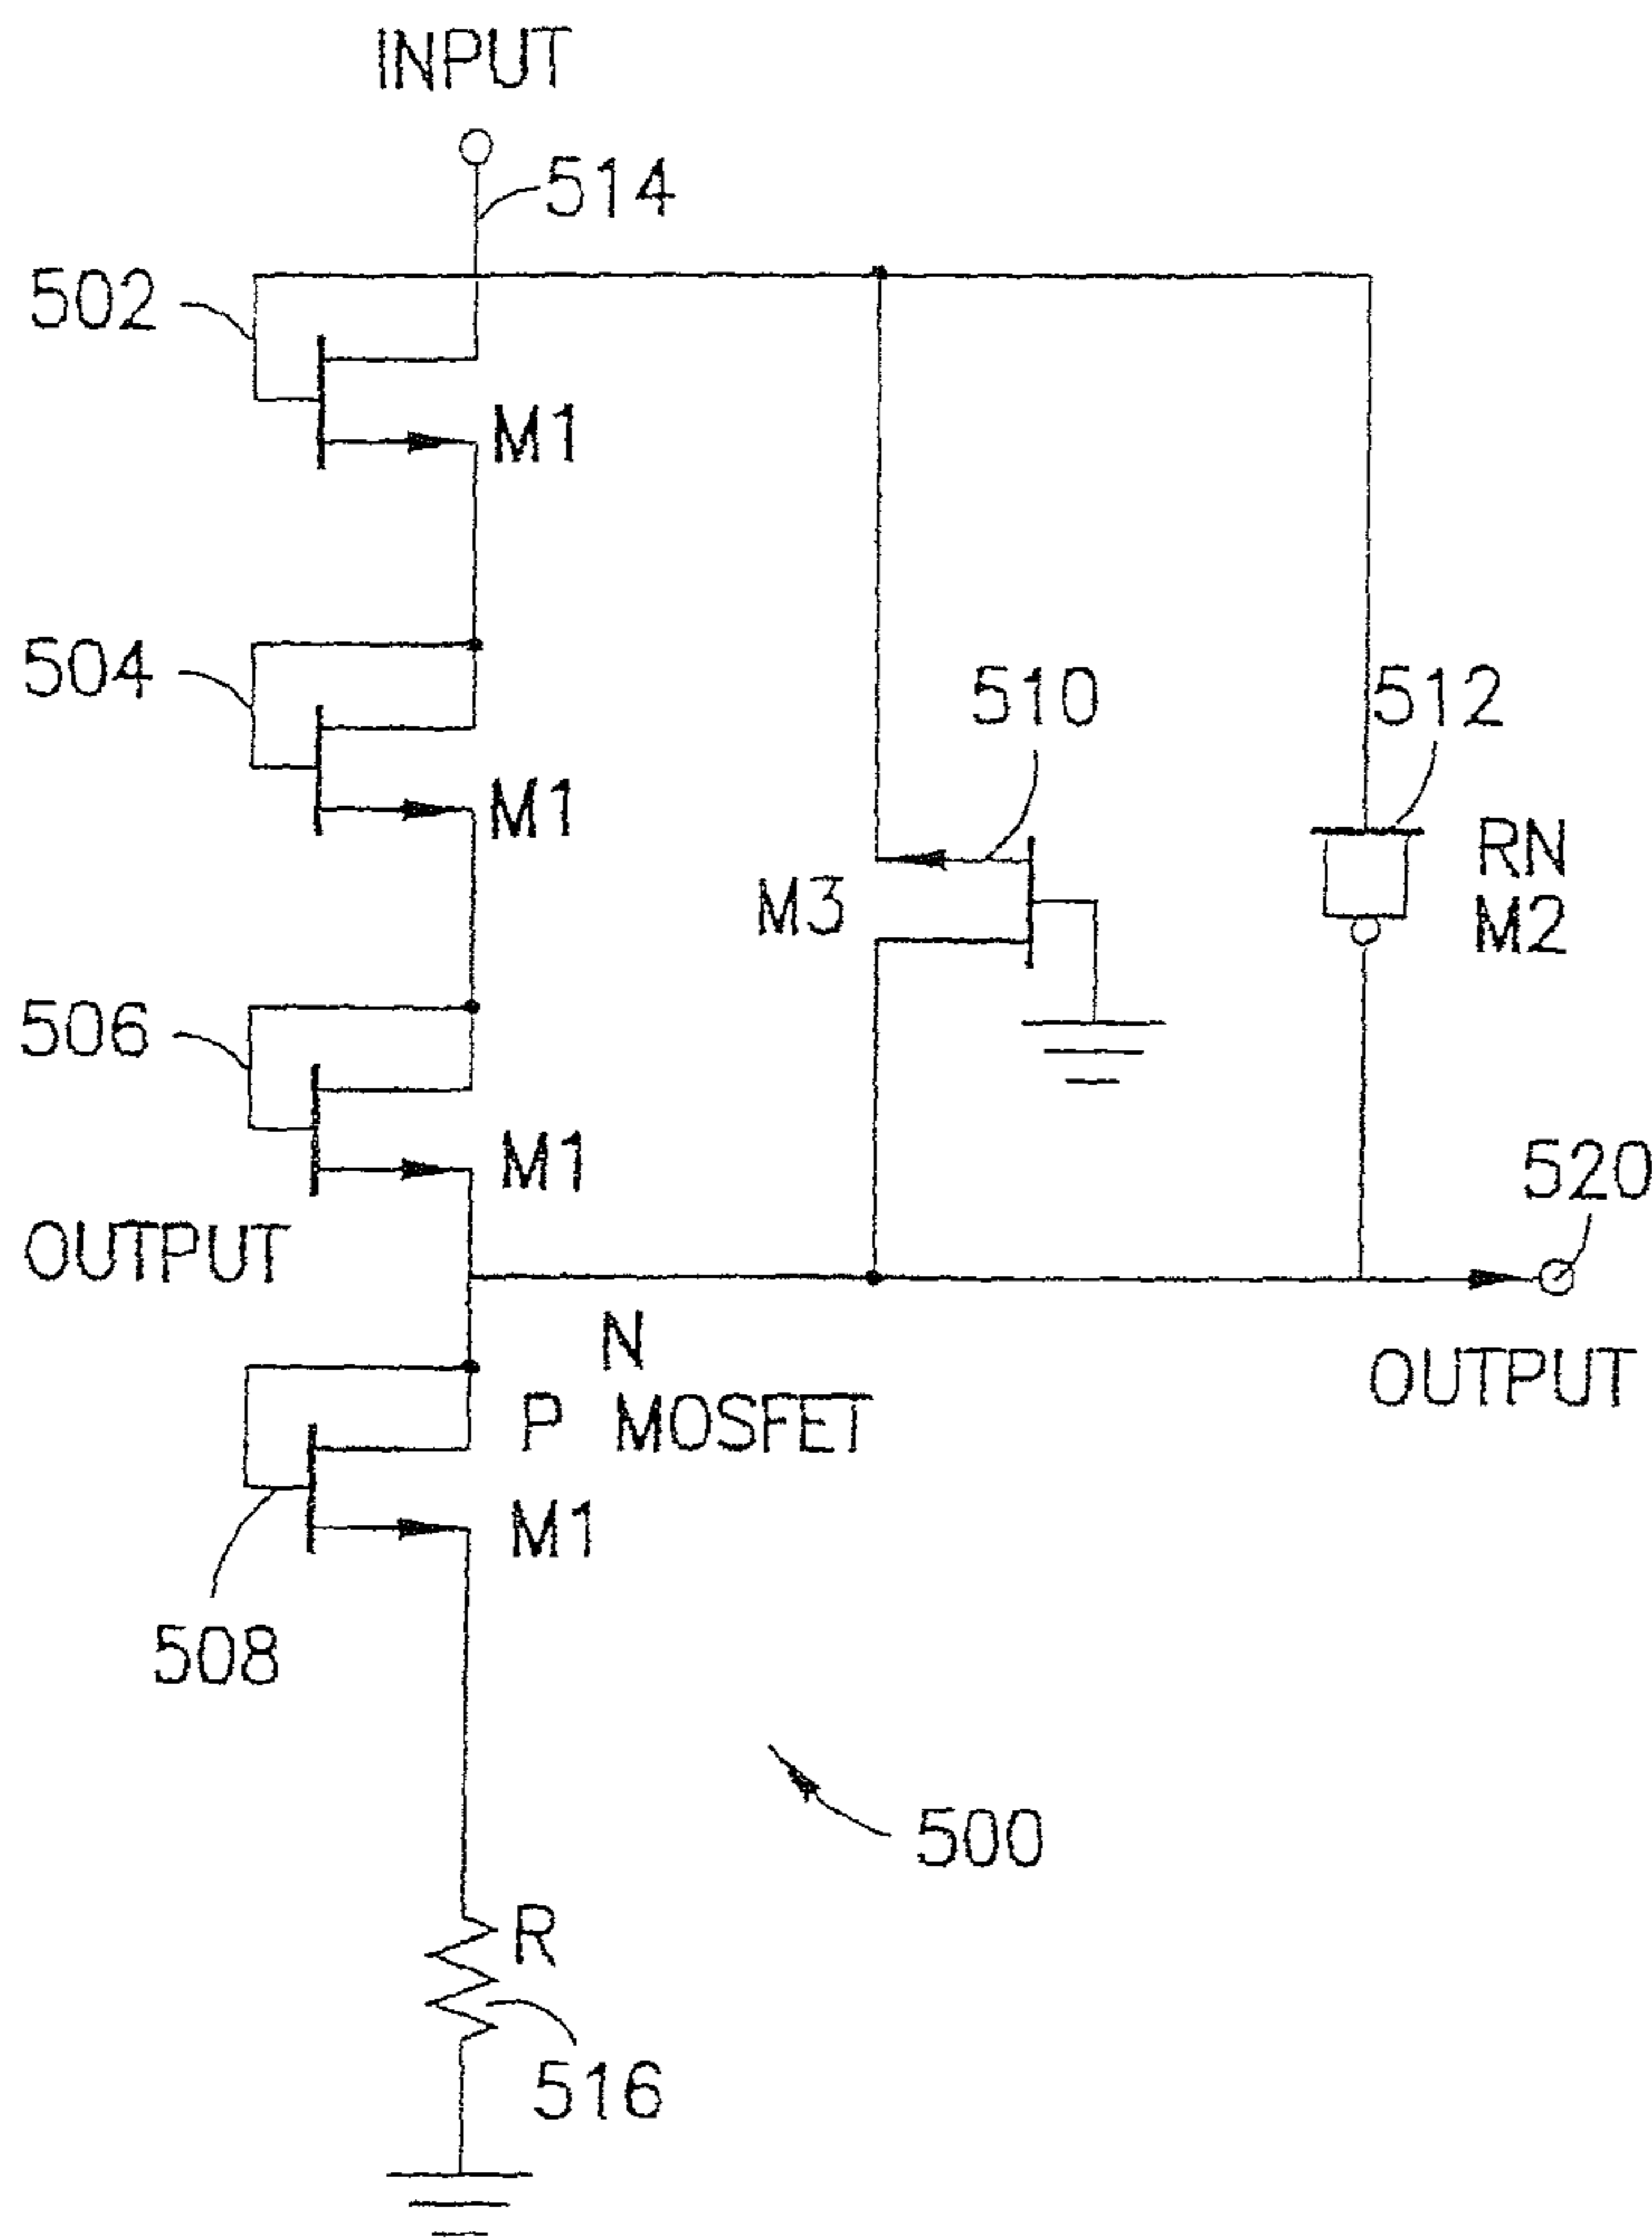 INPUT
514
502
M1
504
M1
510
512
M3
RN
M2
506
M1
520
OUTPUT
N
OUTPUT
P MOSFET
M1
508
500
R
516